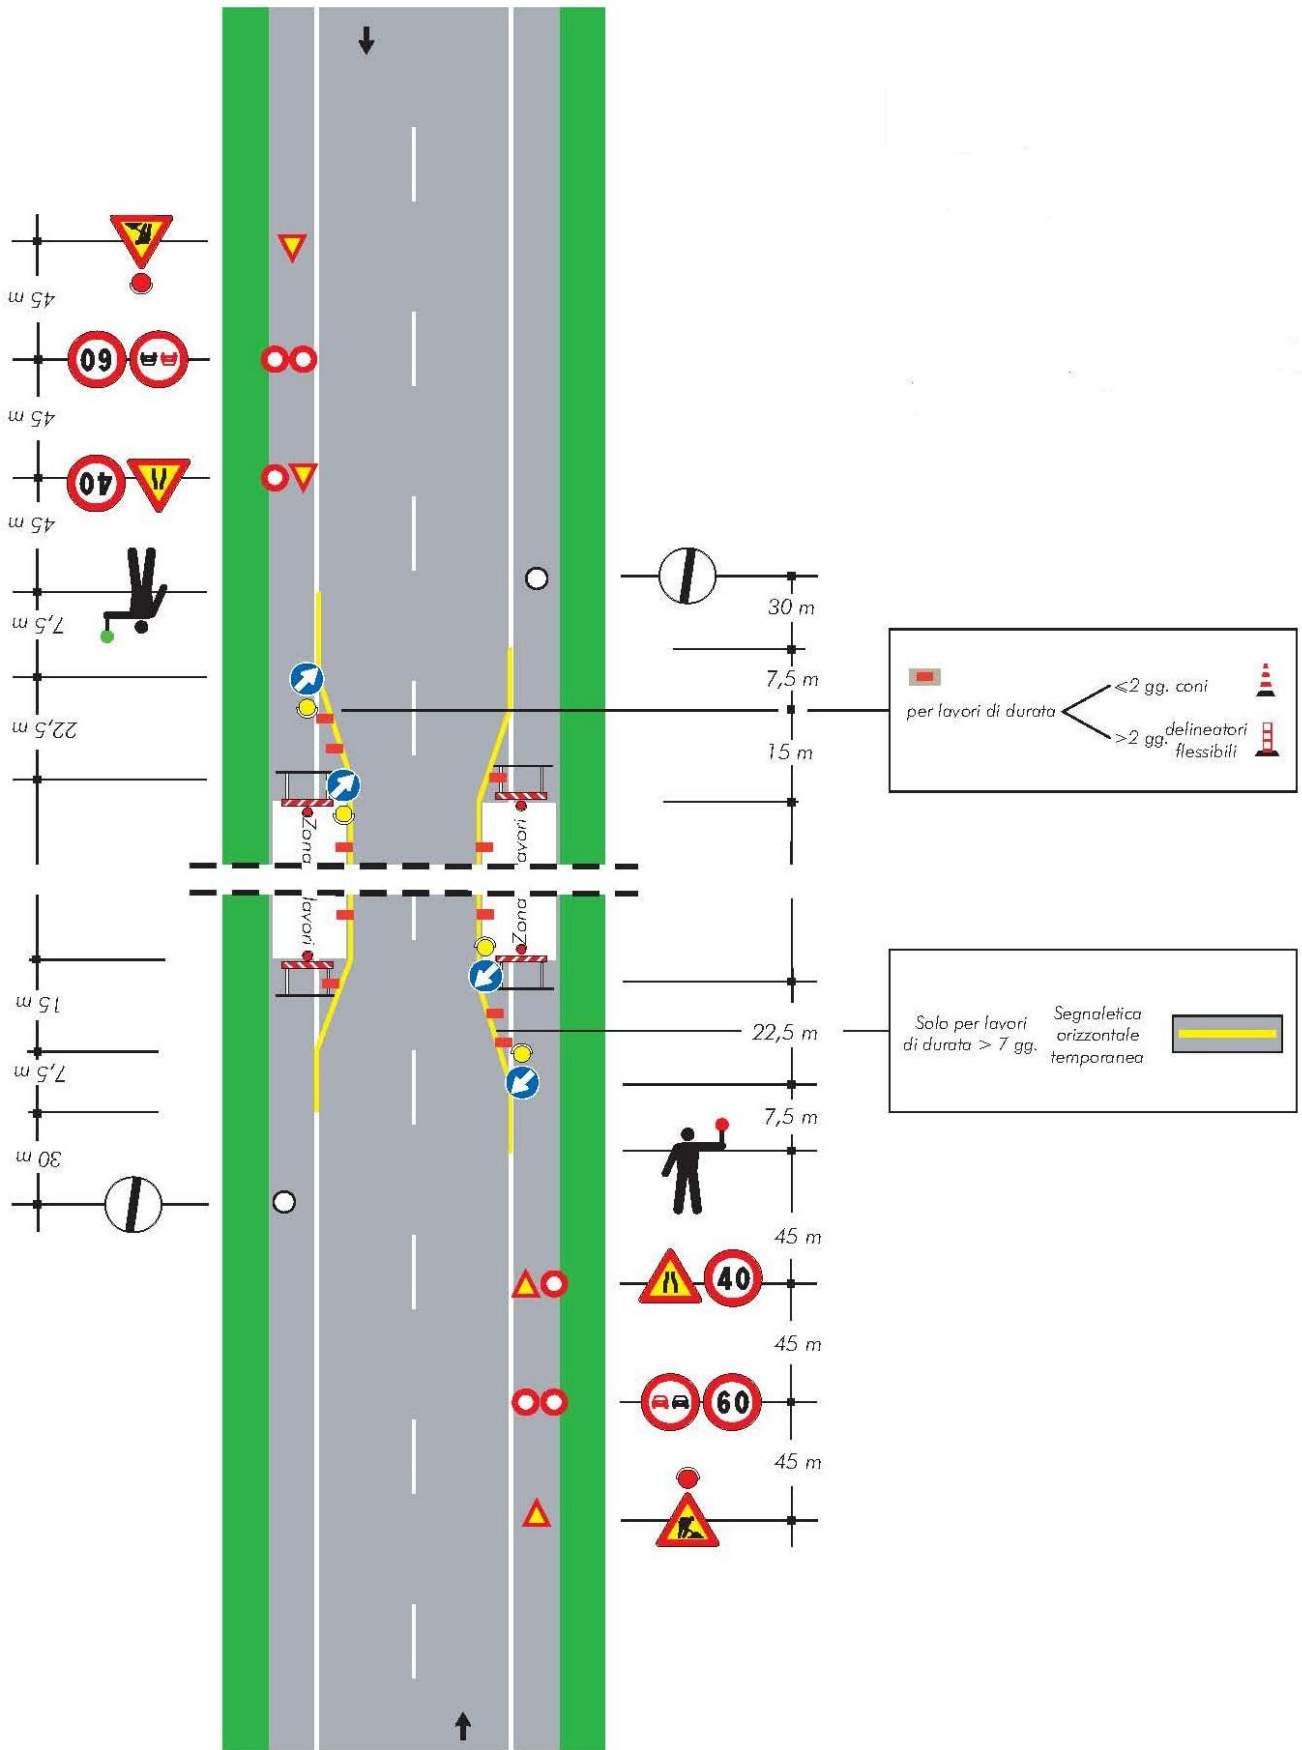 45 m
60
45 m
40
45 m
7,5 m
22,5 m
30 m
7,5 m
15 m
per lavori di durata
≤2 gg. coni
>2 gg. delineatori
flessibili
Zona
lavori
avori
Zona
15 m
7,5 m
30 m
22,5 m
7,5 m
45 m
40
45 m
60
45 m
Solo per lavori
di durata > 7 gg.
Segnaletica
orizzontale
temporanea